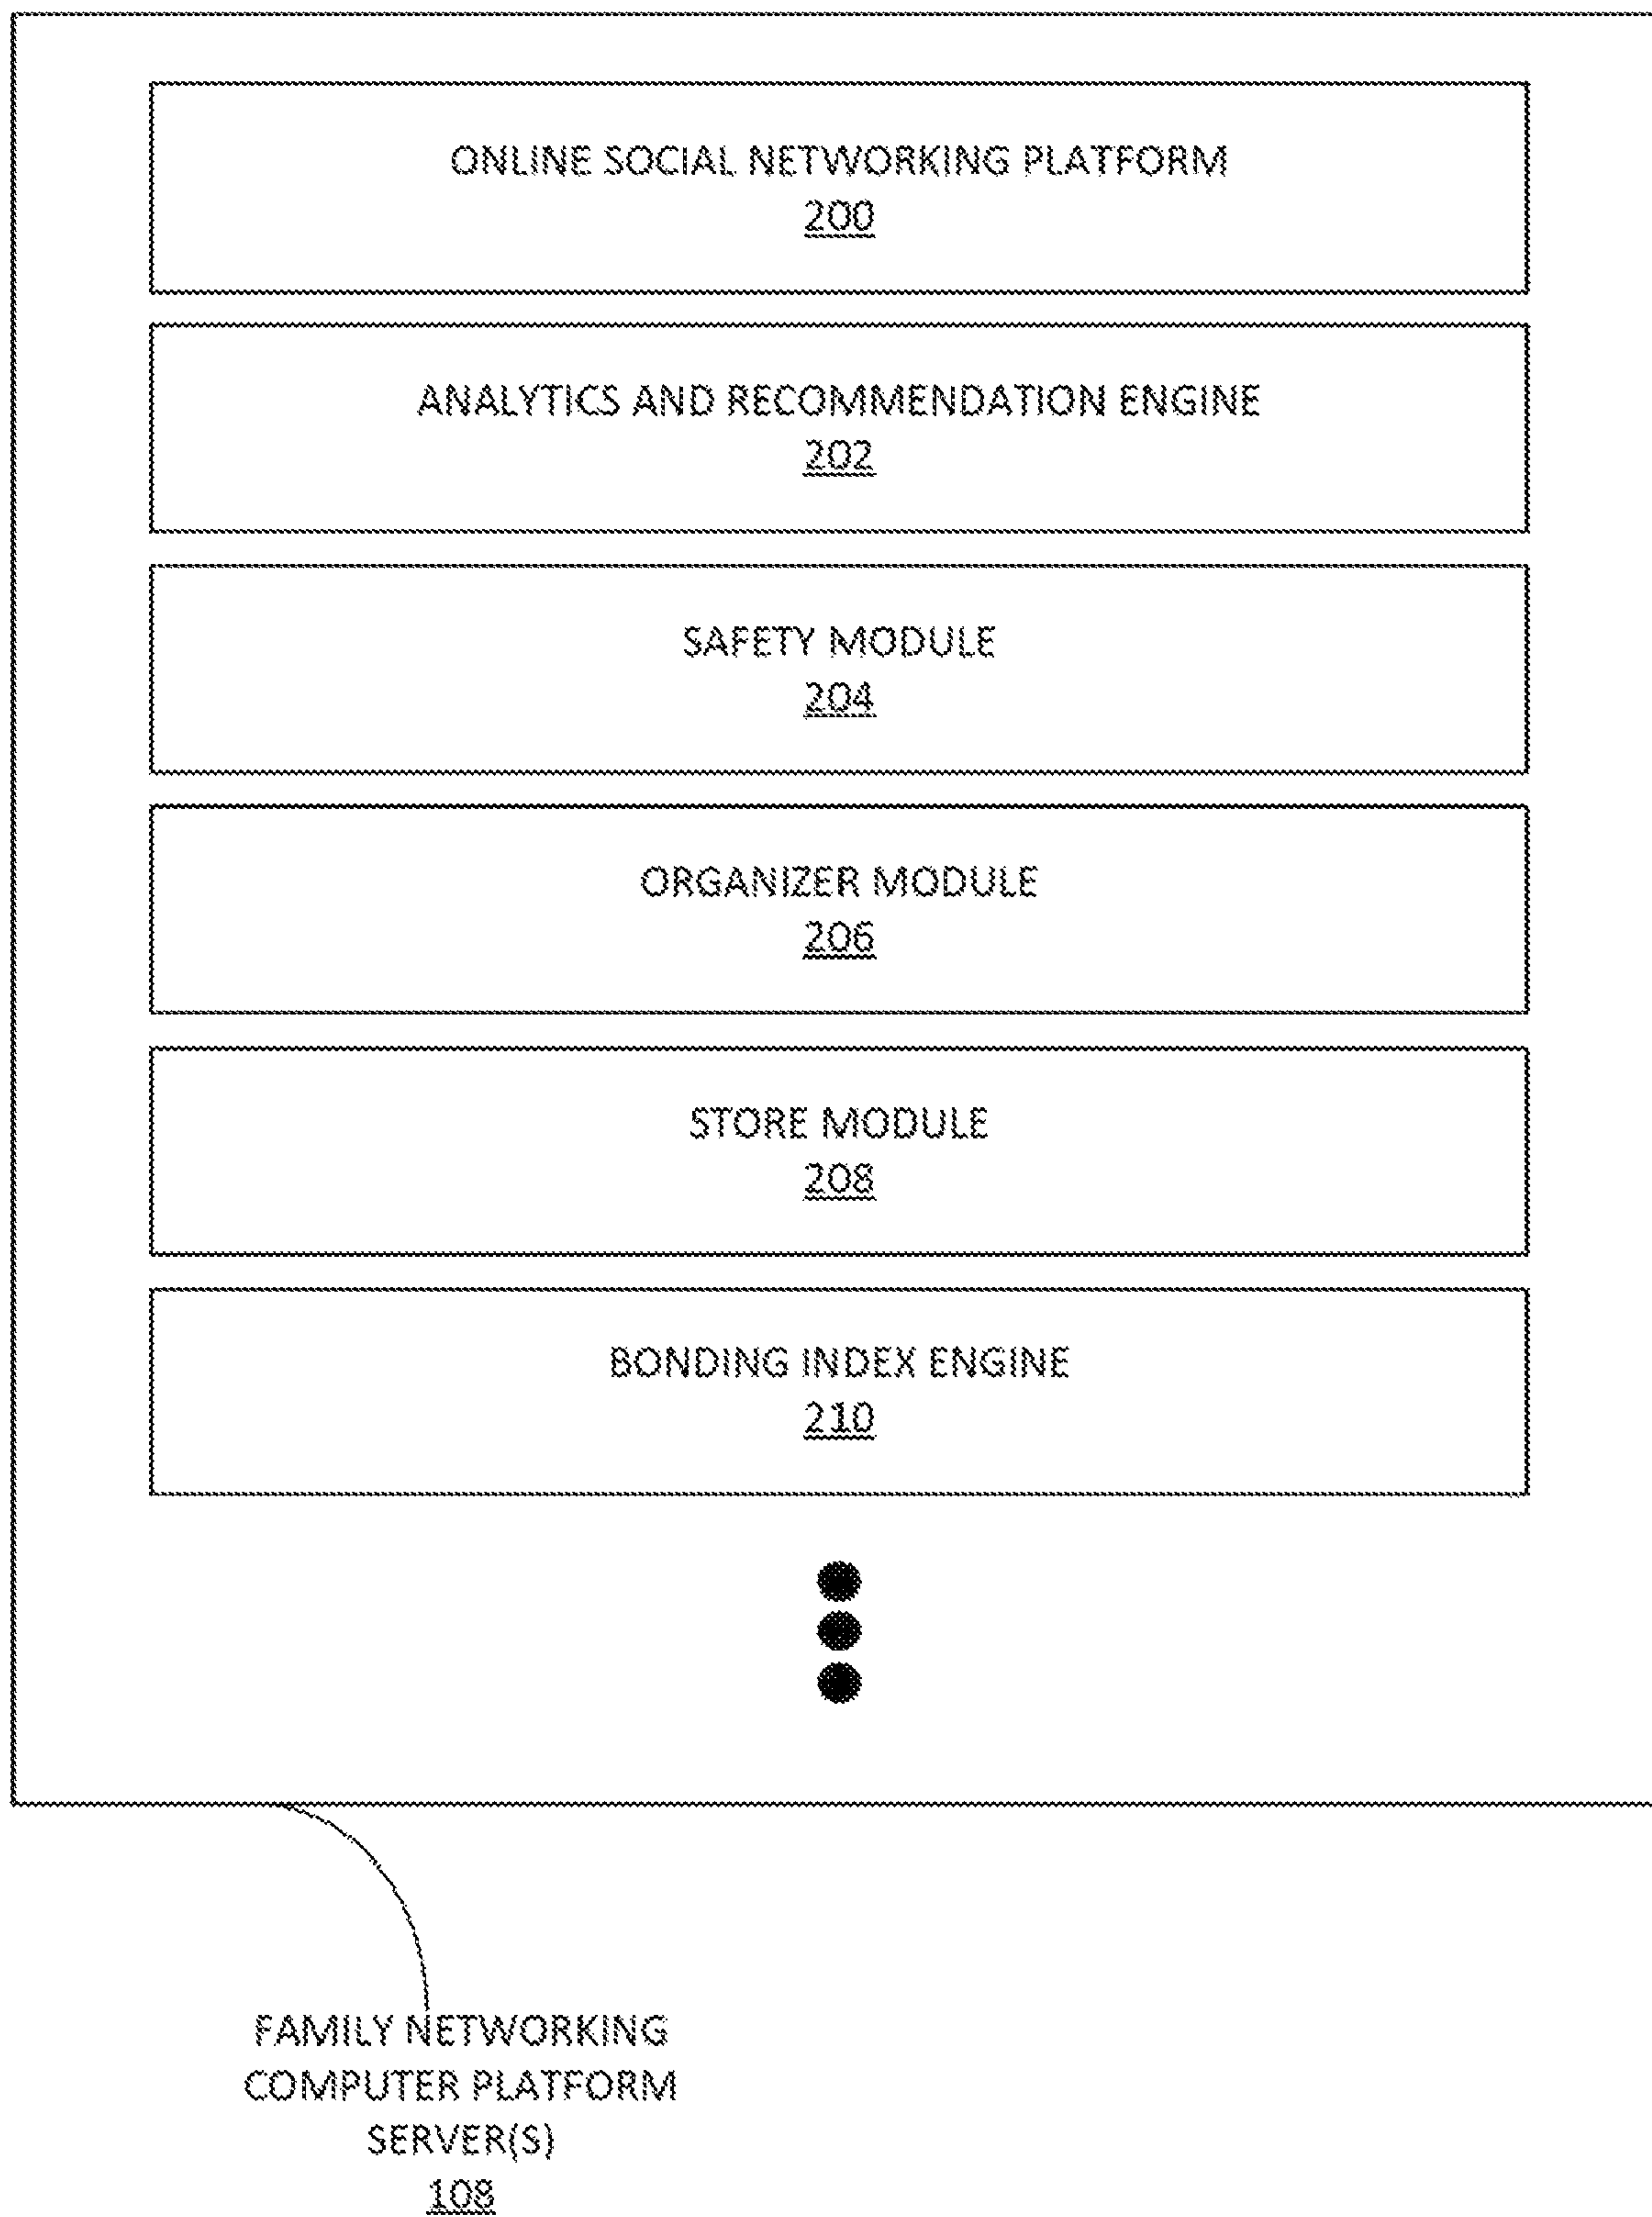 ONLINE SOCIAL NETWORKING PLATFORM
200
ANALYTICS AND RECOMMENDATION ENGINE
202
SAFETY MODULE
204
ORGANIZER MODULE
206
STORE MODULE
208
BONDING INDEX ENGINE
210
FAMILY NETWORKING
COMPUTER PLATFORM
SERVER(S)
108